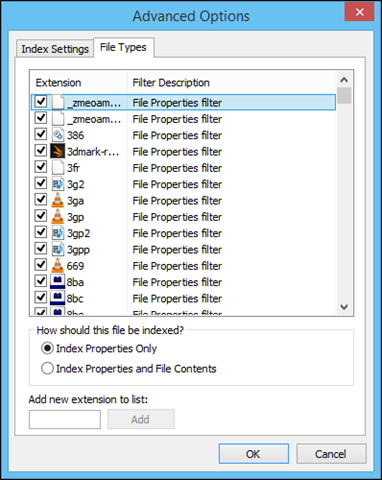 Advanced Options
Index Settings File Types
Extension Filter Description
_zmeoam... File Properties filter
_zmeoam... File Properties filter
386 File Properties filter
3dmark-r... File Properties filter
3fr File Properties filter
3g2 File Properties filter
3ga File Properties filter
3gp File Properties filter
3gp2 File Properties filter
3gpp File Properties filter
669 File Properties filter
8ba File Properties filter
8bc File Properties filter
File Properties filter
How should this file be indexed?
Index Properties Only
Index Properties and File Contents
Add new extension to list:
Add
OK Cancel